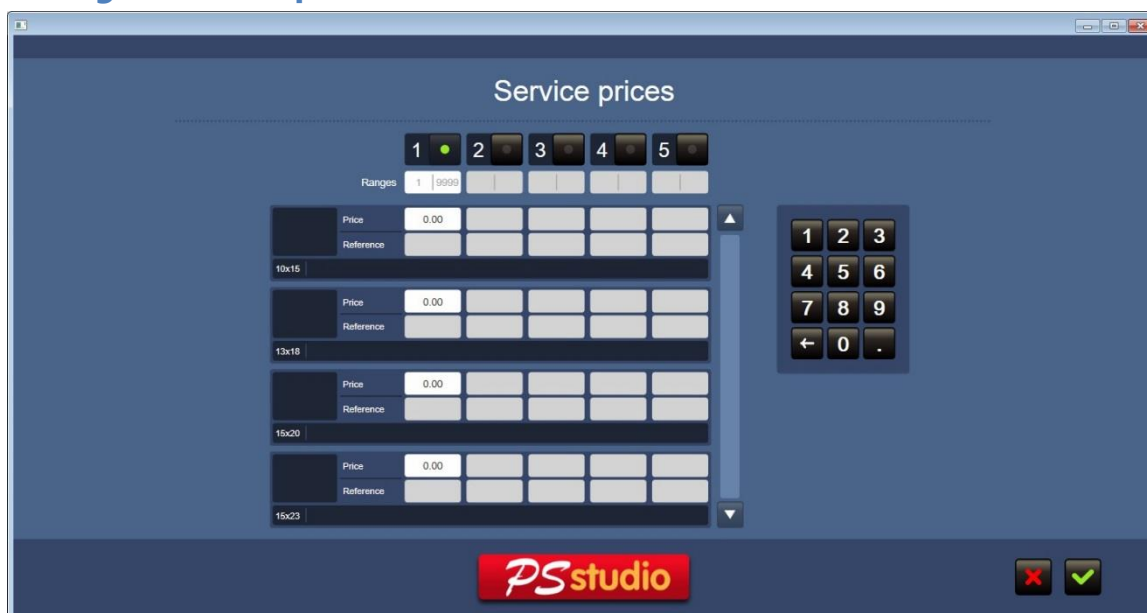 Service prices
1 2 3 4 5
Ranges 1 9999
Price 0.00
Reference
10x15
Price 0.00
Reference
13x18
Price 0.00
Reference
15x20
Price 0.00
Reference
15x23
1 2 3
4 5 6
7 8 9
← 0 .
PSstudio